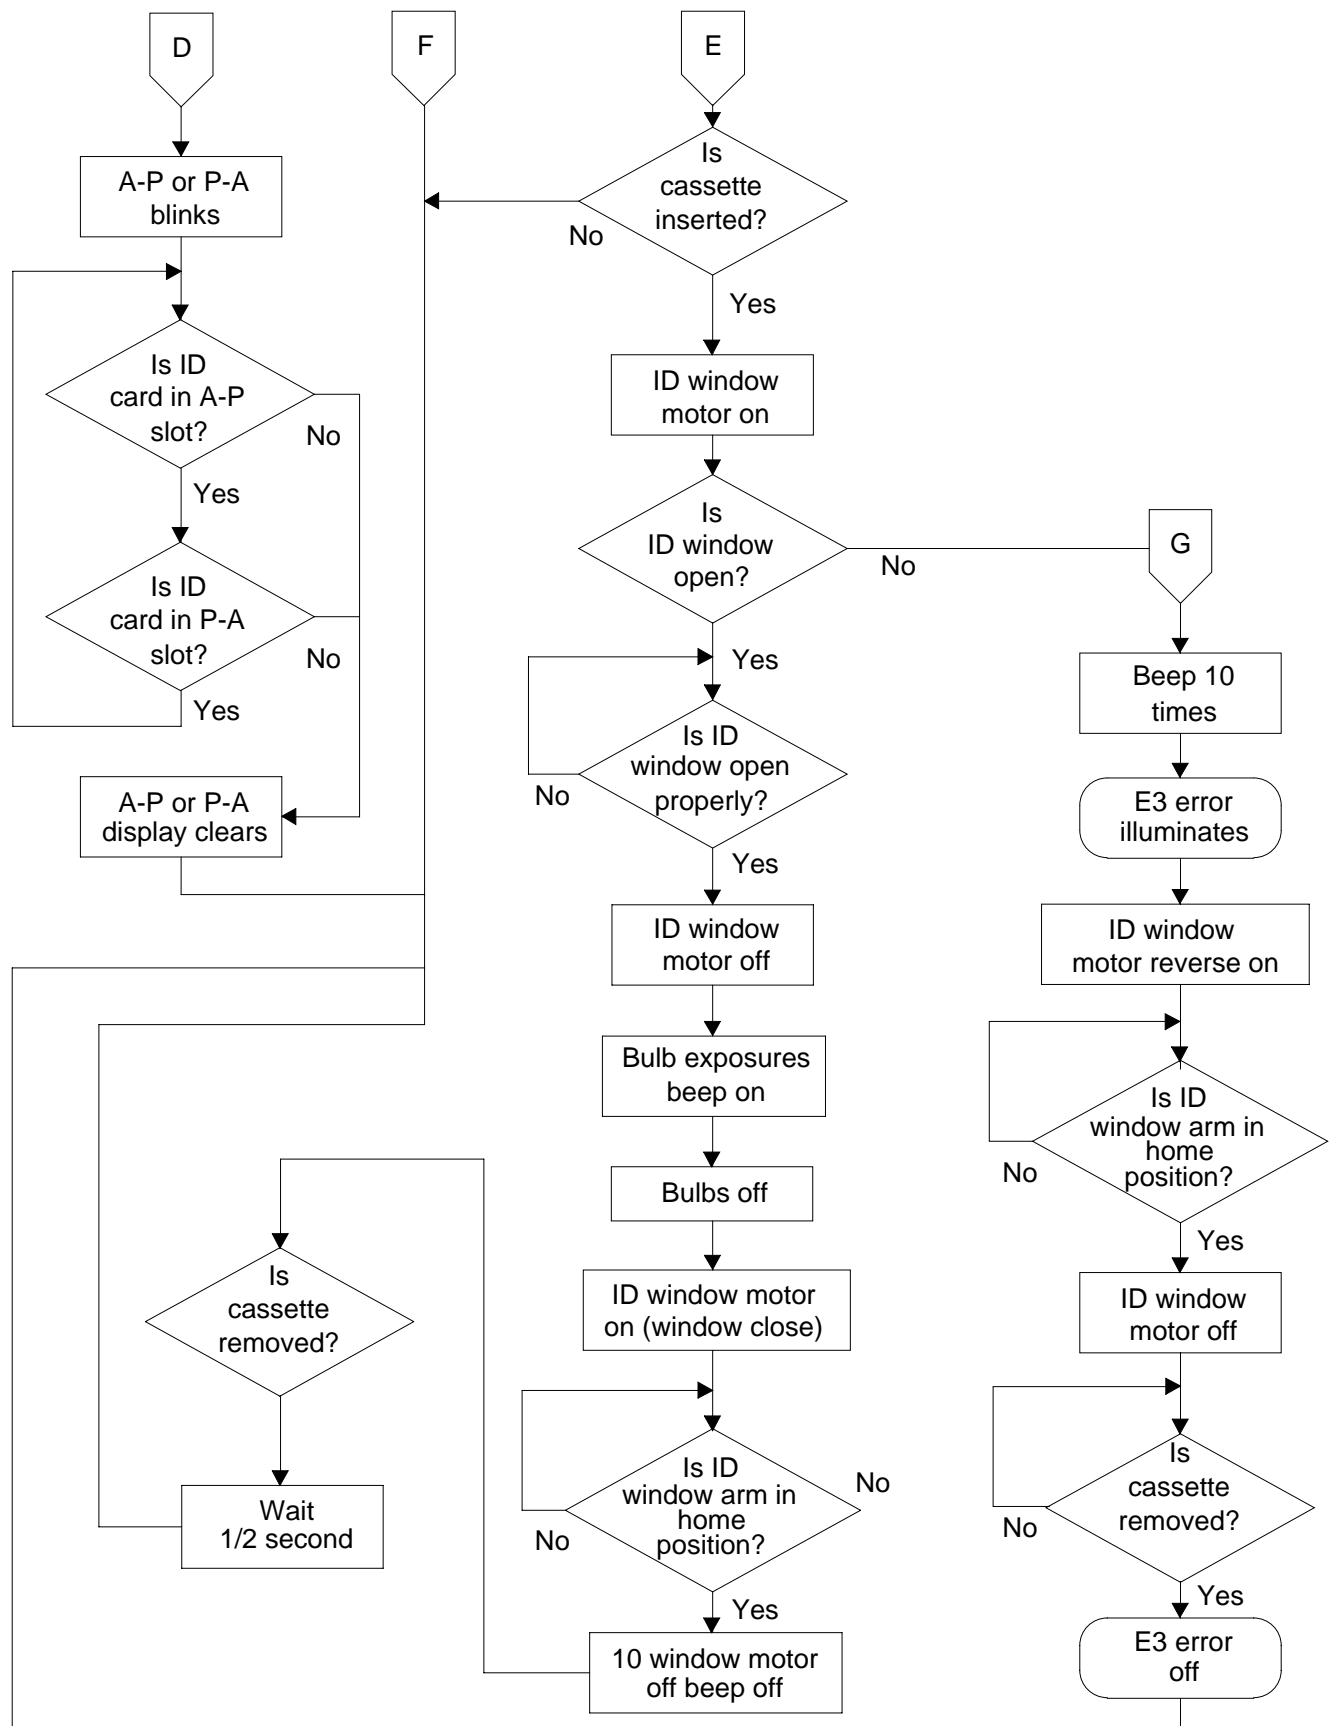 D
F
E
A-P or P-A
blinks
Is
cassette
inserted?
No
Yes
Is ID
card in A-P
slot?
No
Yes
ID window
motor on
Is ID
card in P-A
slot?
No
Yes
Is
ID window
open?
No
G
Yes
A-P or P-A
display clears
Is ID
window open
properly?
No
Yes
Beep 10
times
E3 error
illuminates
ID window
motor off
ID window
motor reverse on
Bulb exposures
beep on
Is ID
window arm in
home
position?
No
Yes
Bulbs off
Is
cassette
removed?
ID window motor
on (window close)
ID window
motor off
Wait
1/2 second
Is ID
window arm in
home
position?
No
No
Yes
Is
cassette
removed?
No
Yes
10 window motor
off beep off
E3 error
off